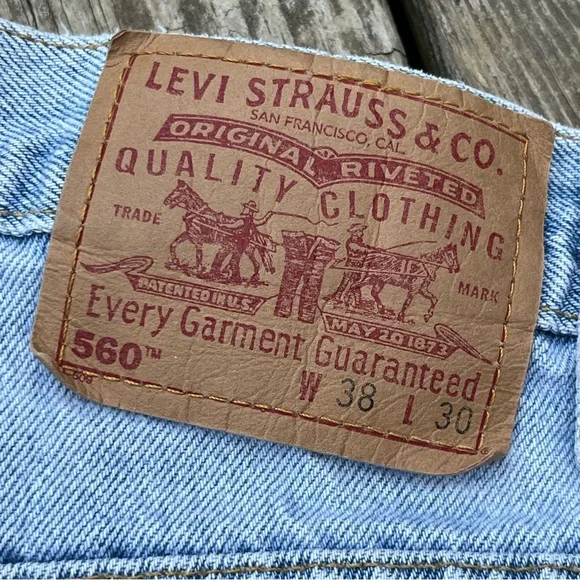 LEVI STRAUSS & CO.
SAN FRANCISCO, CAL.
ORIGINAL RIVETED
QUALITY CLOTHING
TRADE MARK
PATENTED IN U.S. MAY 20 1873
Every Garment Guaranteed
560™ W 38 L 30
®